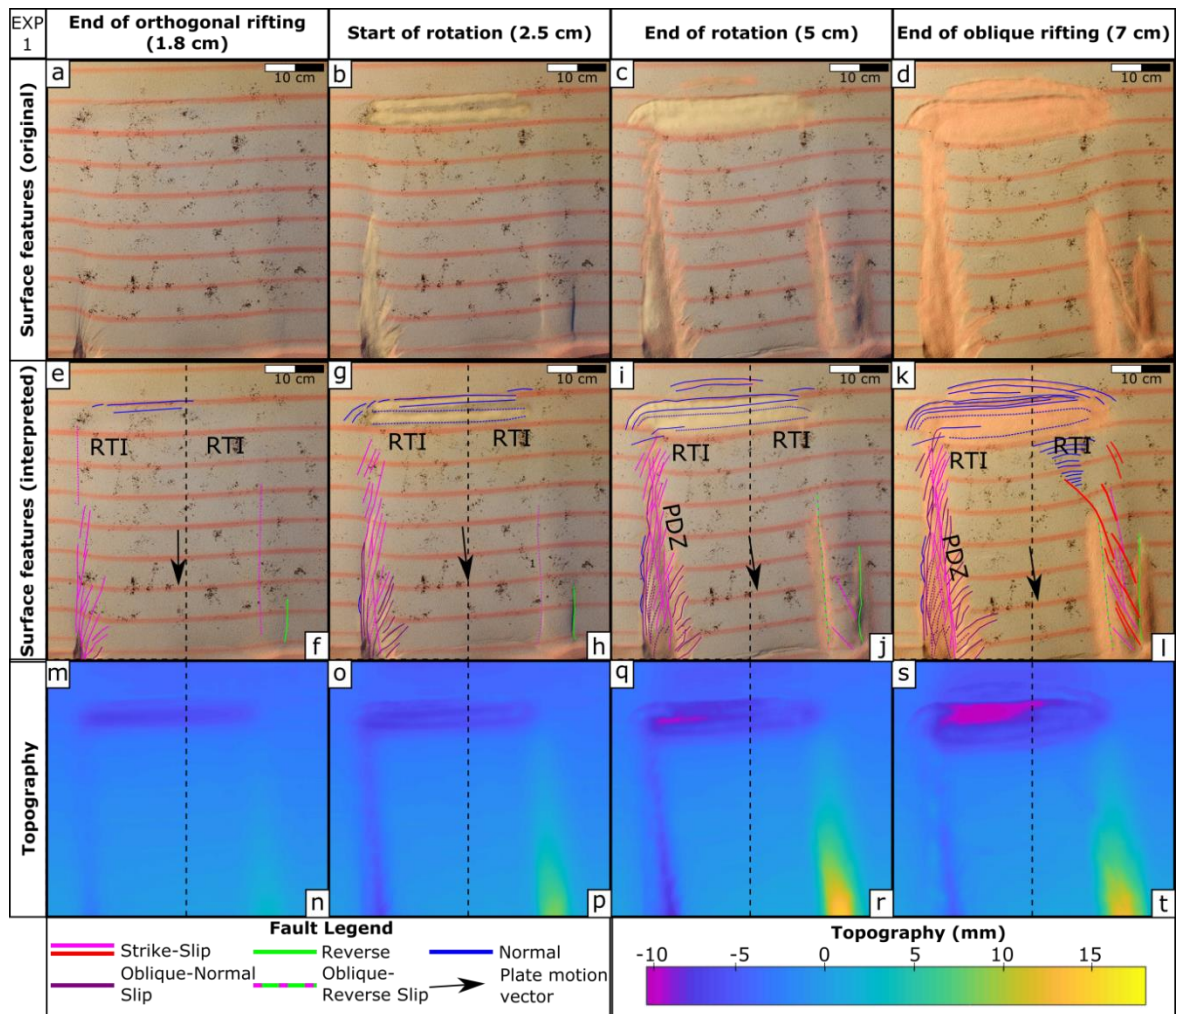 EXP
1
End of orthogonal rifting
(1.8 cm)
Start of rotation (2.5 cm)
End of rotation (5 cm)
End of oblique rifting (7 cm)
Surface features (original)
a
10 cm
b
10 cm
c
10 cm
d
10 cm
Surface features (interpreted)
e
10 cm
RTI
RTI
f
g
10 cm
RTI
RTI
1
h
i
10 cm
RTI
RTI
PDZ
j
k
10 cm
RTI
RTI
PDZ
l
Topography
m
n
o
p
q
r
s
t
Fault Legend
Strike-Slip
Oblique-Normal
Slip
Reverse
Oblique-
Reverse Slip
Normal
Plate motion
vector
Topography (mm)
-10
-5
0
5
10
15